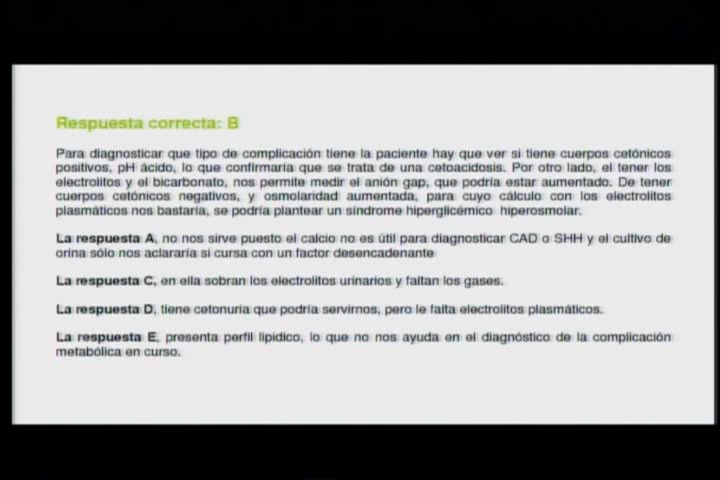 Respuesta correcta: B
Para diagnosticar que tipo de complicación tiene la paciente hay que ver si tiene cuerpos cetónicos
positivos, pH ácido, lo que confirmaría que se trata de una cetoacidosis. Por otro lado, el tener los
electrolitos y el bicarbonato, nos permite medir el anión gap, que podría estar aumentado. De tener
cuerpos cetónicos negativos, y osmolaridad aumentada, para cuyo cálculo con los electrolitos
plasmáticos nos bastaría, se podría plantear un síndrome hiperglicémico hiperosmolar.
La respuesta A, no nos sirve puesto el calcio no es útil para diagnosticar CAD o SHH y el cultivo de
orina sólo nos aclararía si cursa con un factor desencadenante
La respuesta C, en ella sobran los electrolitos urinarios y faltan los gases.
La respuesta D, tiene cetonuria que podría servirnos, pero le falta electrolitos plasmáticos.
La respuesta E, presenta perfil lipídico, lo que no nos ayuda en el diagnóstico de la complicación
metabólica en curso.